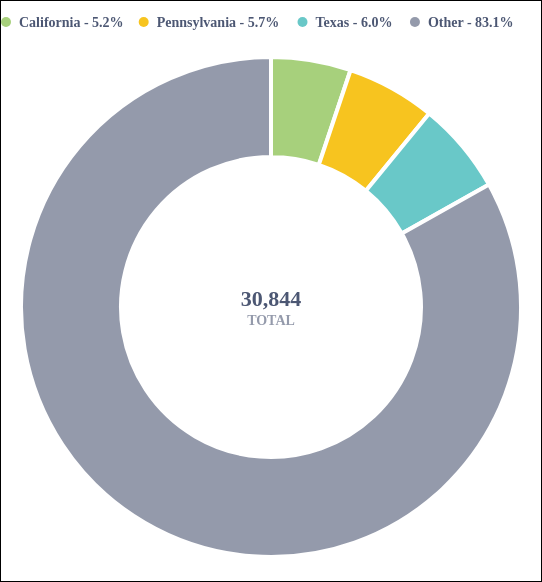 California - 5.2% Pennsylvania - 5.7% Texas - 6.0% Other - 83.1%
30,844
TOTAL